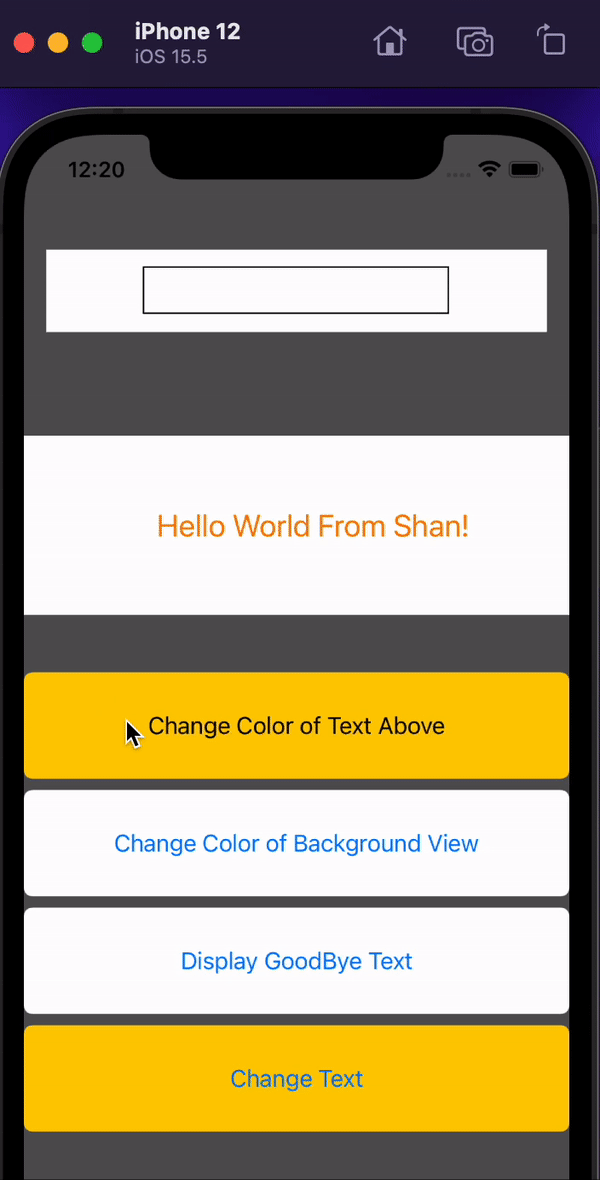 iPhone 12
iOS 15.5
12:20
Hello World From Shan!
Change Color of Text Above
Change Color of Background View
Display GoodBye Text
Change Text